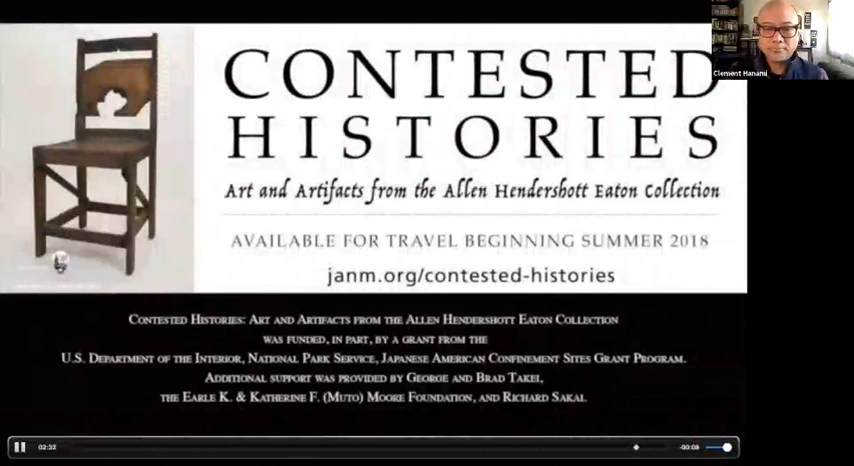 CONTESTED
HISTORIES
Art and Artifacts from the Allen Hendershott Eaton Collection
AVAILABLE FOR TRAVEL BEGINNING SUMMER 2018
janm.org/contested-histories
CONTESTED HISTORIES: ART AND ARTIFACTS FROM THE ALLEN HENDERSHOTT EATON COLLECTION
WAS FUNDED, IN PART, BY A GRANT FROM THE
U.S. DEPARTMENT OF THE INTERIOR, NATIONAL PARK SERVICE, JAPANESE AMERICAN CONFINEMENT SITES GRANT PROGRAM.
ADDITIONAL SUPPORT WAS PROVIDED BY GEORGE AND BRAD TAKEI,
THE EARLE K. & KATHERINE F. (MUTO) MOORE FOUNDATION, AND RICHARD SAKAI.
Clement Hanami
02:32
-00:08